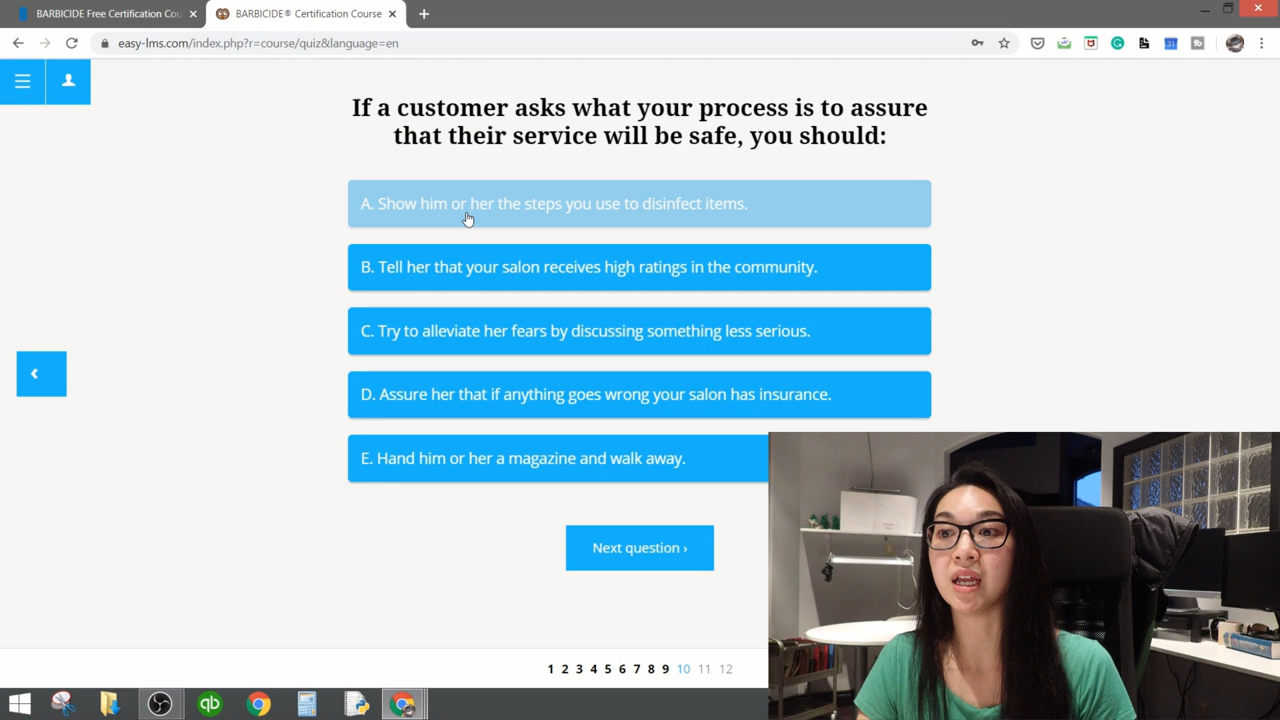 BARBICIDE Free Certification Cou
BARBICIDE® Certification Course
easy-lms.com/index.php?r=course/quiz&language=en
If a customer asks what your process is to assure
that their service will be safe, you should:
A. Show him or her the steps you use to disinfect items.
B. Tell her that your salon receives high ratings in the community.
C. Try to alleviate her fears by discussing something less serious.
D. Assure her that if anything goes wrong your salon has insurance.
E. Hand him or her a magazine and walk away.
Next question ›
1 2 3 4 5 6 7 8 9 10 11 12
qb